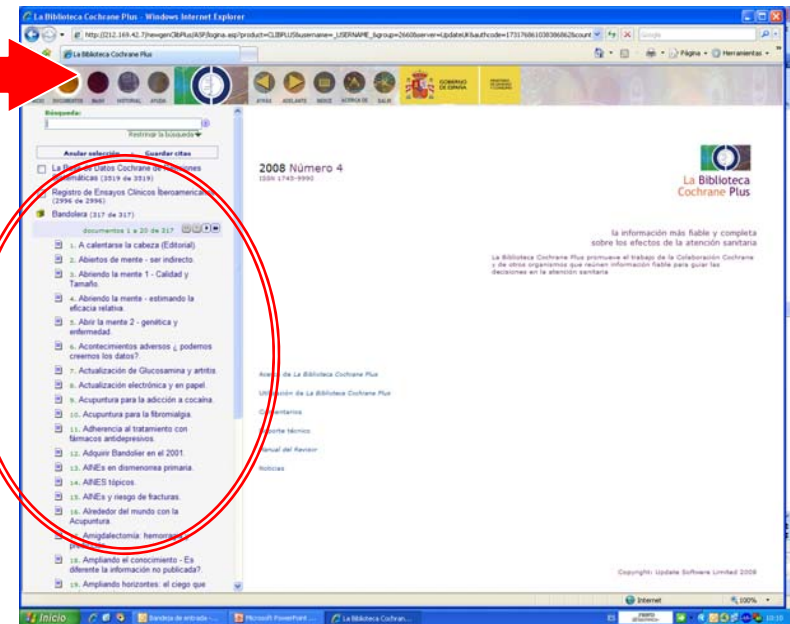 La Biblioteca Cochrane Plus - Windows Internet Explorer
La Biblioteca Cochrane Plus
Página
Herramientas
INICIO DOCUMENTOS HISTORIAL AYUDA
ATRÁS ADELANTE INDICE ACERCA DE SALIR
GOBIERNO
DE ESPAÑA
Búsqueda:
Restringir la búsqueda
Anular selección Guardar citas
La Base de Datos Cochrane de
(3519 de 3519)
Registro de Ensayos Clínicos Iberoamericanos
(2996 de 2996)
Bandolera (317 de 317)
documentos 1 a 20 de 317
1. A calentarse la cabeza (Editorial)
2. Abiertos de mente - ser indirecto.
3. Abriendo la mente 1 - Calidad y
Tamaño.
4. Abriendo la mente - estimando la
eficacia relativa.
5. Abrir la mente 2 - genética y
enfermedad.
6. Acontecimientos adversos ¿ podemos
creernos los datos?
7. Actualización de Glucosamina y artritis.
8. Actualización electrónica y en papel.
9. Acupuntura para la adicción a cocaína.
10. Acupuntura para la fibromialgia.
11. Adherencia al tratamiento con
fármacos antidepresivos.
12. Adquirir Bandolier en el 2001.
13. AINEs en dismenorrea primaria.
14. AINES tópicos.
15. AINEs y riesgo de fracturas.
16. Alrededor del mundo con la
Acupuntura.
Amigdalectomía: hemorragia y
18. Ampliando el conocimiento - Es
diferente la información no publicada?.
19. Ampliando horizontes: el ciego que
2008 Número 4
ISSN 1745-9990
La Biblioteca
Cochrane Plus
la información más fiable y completa
sobre los efectos de la atención sanitaria
La Biblioteca Cochrane Plus promueve el trabajo de la Colaboración Cochrane
y de otros organismos que reúnen información fiable para guiar las
decisiones en la atención sanitaria
Acerca de La Biblioteca Cochrane Plus
Utilización de La Biblioteca Cochrane Plus
Comentarios
Soporte técnico
Manual del Revisor
Noticias
Copyright: Update Software Limited 2008
Internet
100%
Inicio
Bandeja de entrada -...
Microsoft PowerPoint ...
La Biblioteca Cochran...
ES
10:15